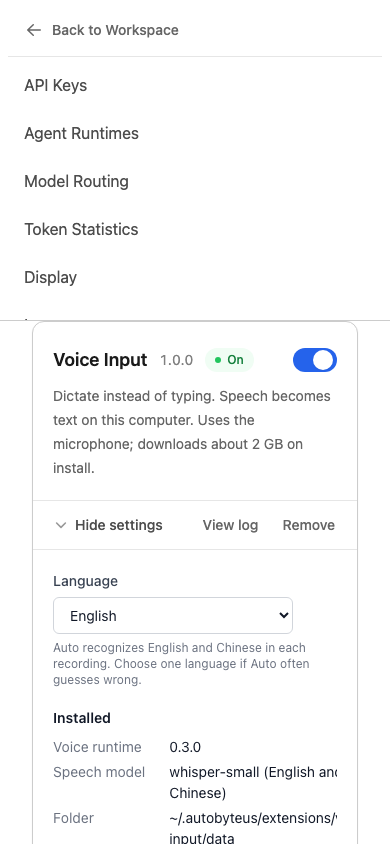 Back to Workspace
API Keys
Agent Runtimes
Model Routing
Token Statistics
Display
Voice Input 1.0.0 On
Dictate instead of typing. Speech becomes
text on this computer. Uses the
microphone; downloads about 2 GB on
install.
Hide settings View log Remove
Language
English
Auto recognizes English and Chinese in each
recording. Choose one language if Auto often
guesses wrong.
Installed
Voice runtime 0.3.0
Speech model whisper-small (English and
Chinese)
Folder ~/.autobyteus/extensions/
input/data